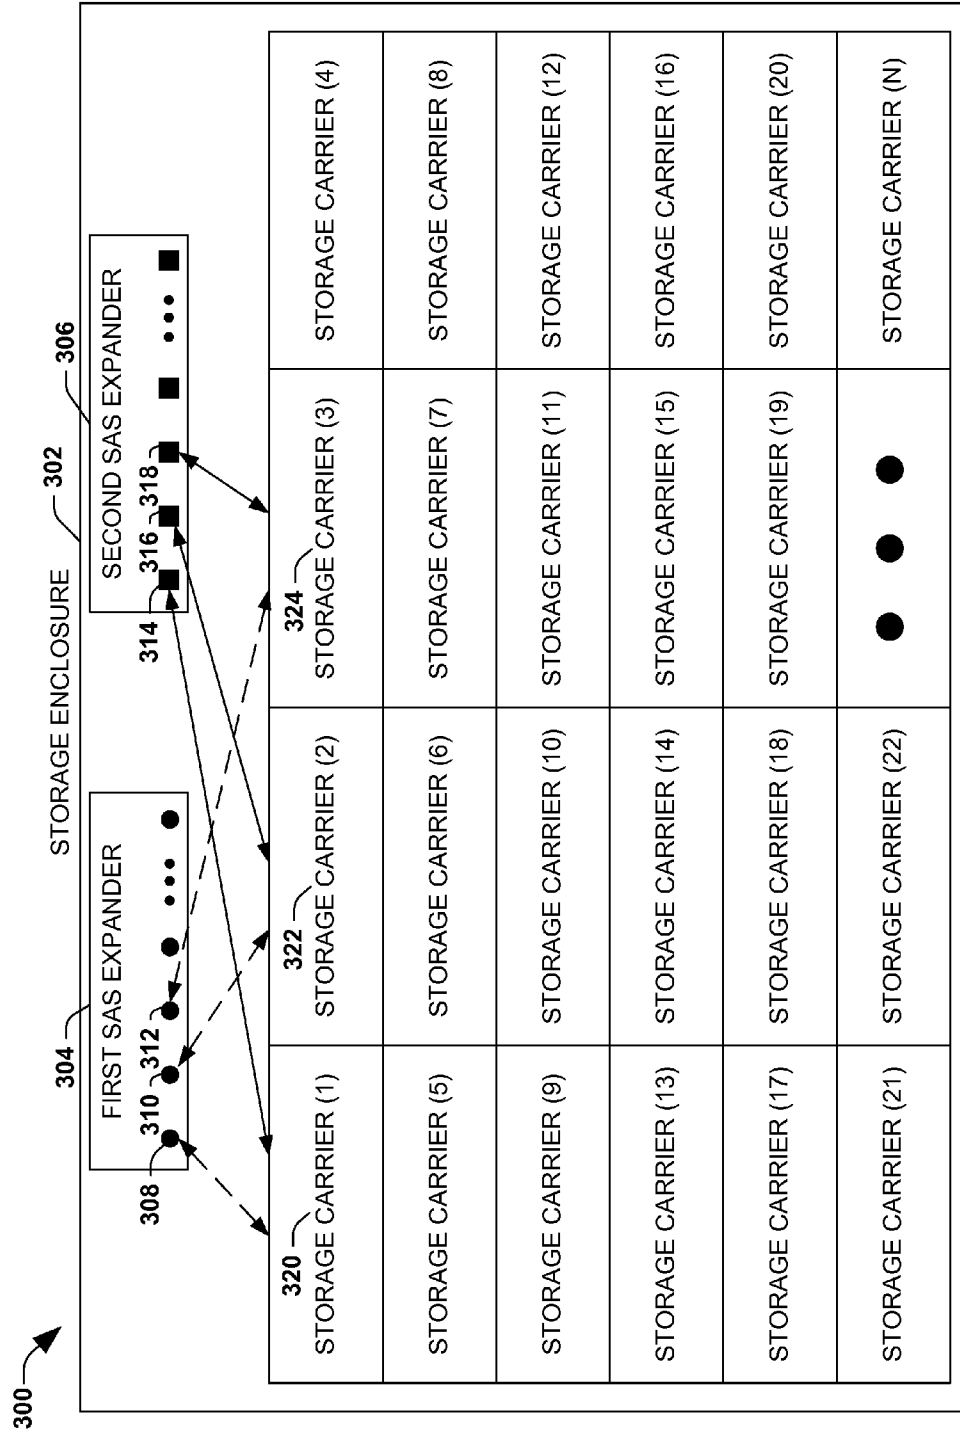 300
STORAGE ENCLOSURE
302
304
306
FIRST SAS EXPANDER
SECOND SAS EXPANDER
308
310
312
314
316
318
320
322
324
STORAGE CARRIER (1)
STORAGE CARRIER (2)
STORAGE CARRIER (3)
STORAGE CARRIER (4)
STORAGE CARRIER (5)
STORAGE CARRIER (6)
STORAGE CARRIER (7)
STORAGE CARRIER (8)
STORAGE CARRIER (9)
STORAGE CARRIER (10)
STORAGE CARRIER (11)
STORAGE CARRIER (12)
STORAGE CARRIER (13)
STORAGE CARRIER (14)
STORAGE CARRIER (15)
STORAGE CARRIER (16)
STORAGE CARRIER (17)
STORAGE CARRIER (18)
STORAGE CARRIER (19)
STORAGE CARRIER (20)
STORAGE CARRIER (21)
STORAGE CARRIER (22)
STORAGE CARRIER (N)